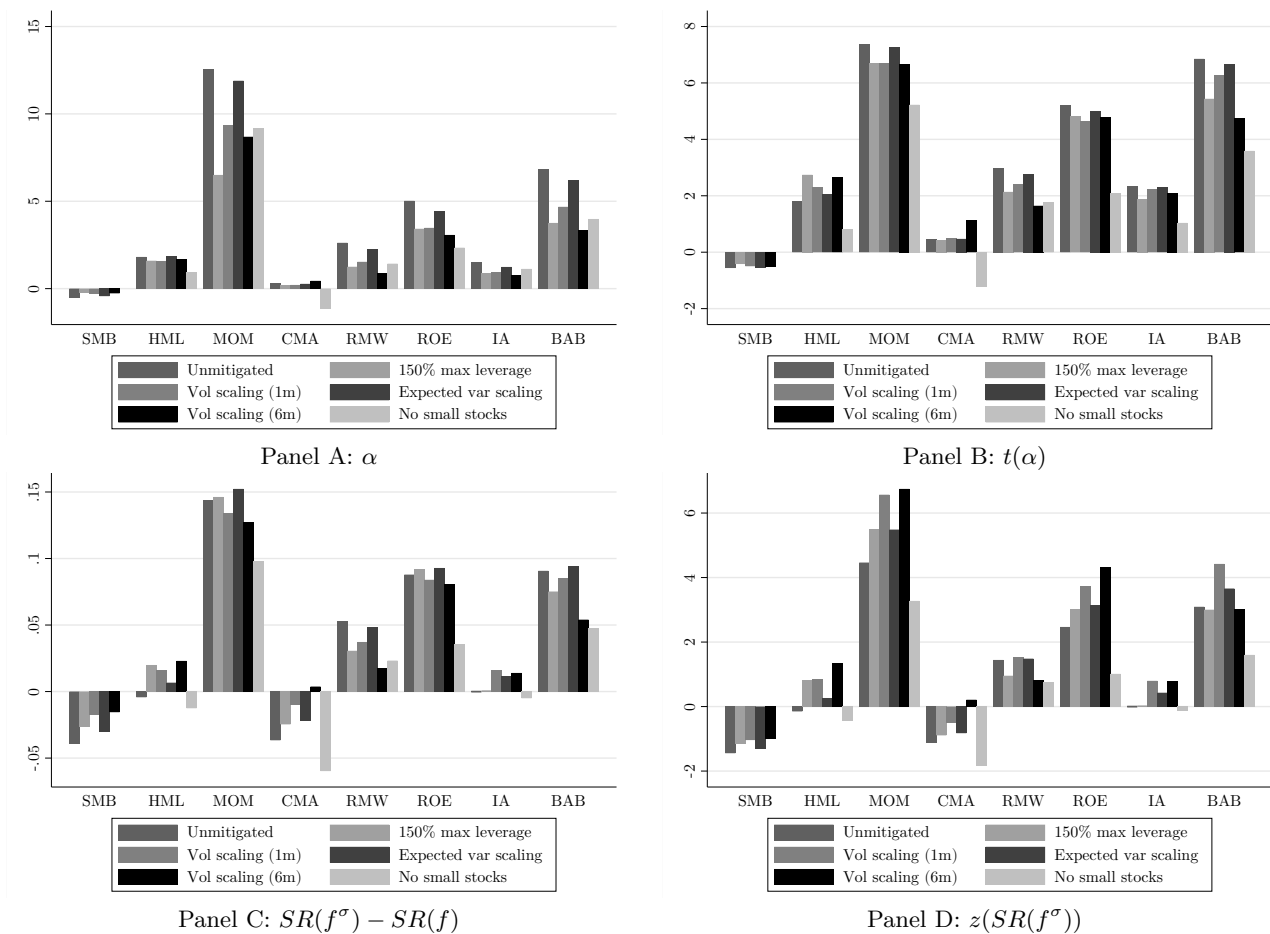 15
10
5
0
SMB HML MOM CMA RMW ROE IA BAB
Unmitigated 150% max leverage
Vol scaling (1m) Expected var scaling
Vol scaling (6m) No small stocks
Panel A: α
8
6
4
2
0
-2
SMB HML MOM CMA RMW ROE IA BAB
Unmitigated 150% max leverage
Vol scaling (1m) Expected var scaling
Vol scaling (6m) No small stocks
Panel B: t(α)
.15
.1
.05
0
-.05
SMB HML MOM CMA RMW ROE IA BAB
Unmitigated 150% max leverage
Vol scaling (1m) Expected var scaling
Vol scaling (6m) No small stocks
Panel C: SR(f^σ) − SR(f)
6
4
2
0
-2
SMB HML MOM CMA RMW ROE IA BAB
Unmitigated 150% max leverage
Vol scaling (1m) Expected var scaling
Vol scaling (6m) No small stocks
Panel D: z(SR(f^σ))